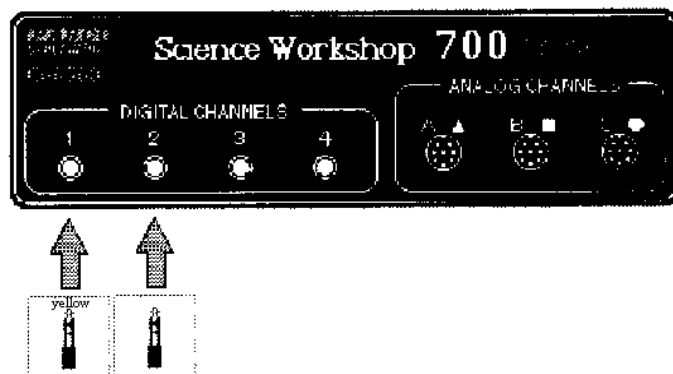 Science Workshop 700
ANALOG CHANNELS
DIGITAL CHANNELS
A B C
1 2 3 4
yellow